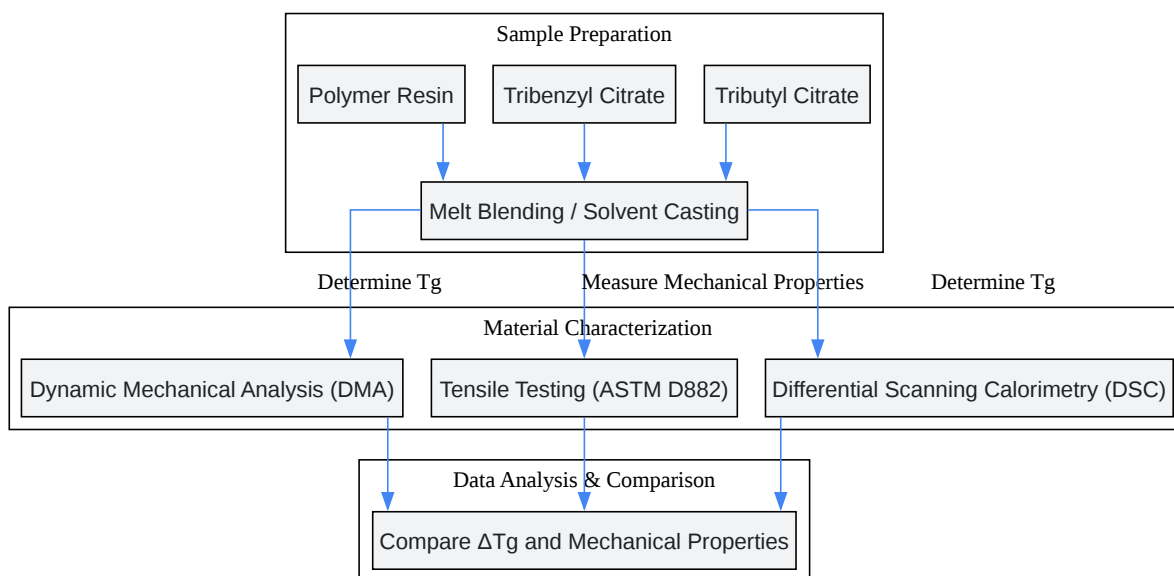 Sample Preparation
Polymer Resin
Tribenzyl Citrate
Tributyl Citrate
Melt Blending / Solvent Casting
Determine Tg
Measure Mechanical Properties
Determine Tg
Material Characterization
Dynamic Mechanical Analysis (DMA)
Tensile Testing (ASTM D882)
Differential Scanning Calorimetry (DSC)
Data Analysis & Comparison
Compare ΔTg and Mechanical Properties